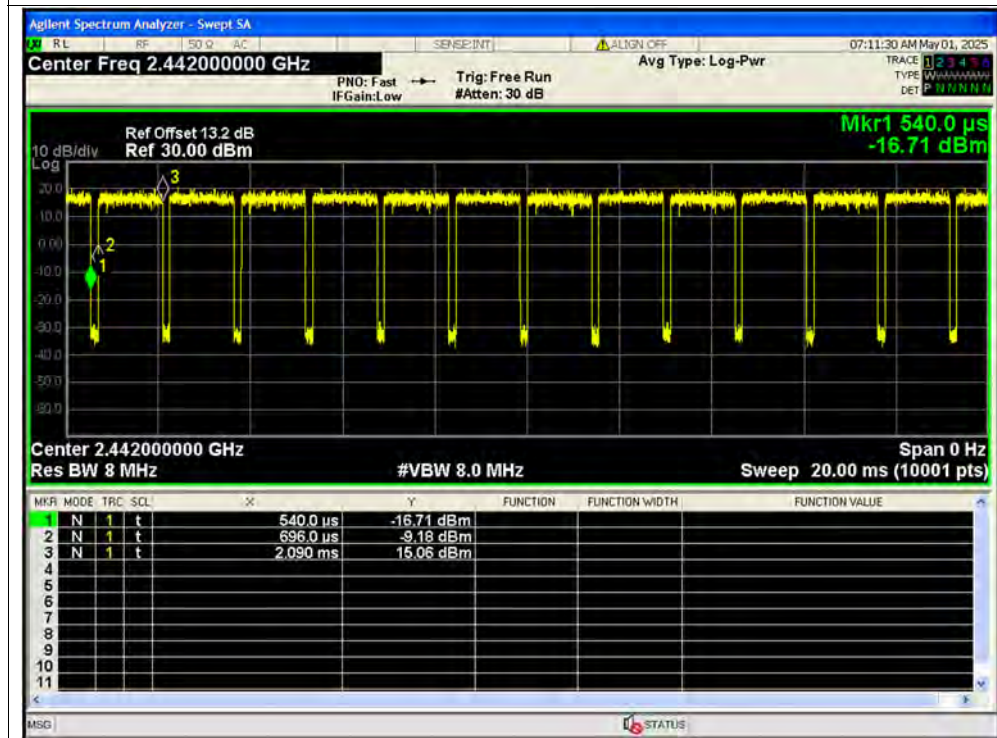 Agilent Spectrum Analyzer - Swept SA
RL RF 50 Ω AC SENSE:INT ALIGN OFF 07:11:30 AM May 01, 2025
Center Freq 2.442000000 GHz Avg Type: Log-Pwr TRACE 1 2 3 4 5 6
PNO: Fast Trig: Free Run TYPE W
IFGain:Low #Atten: 30 dB DET P N N N N N
Mkr1 540.0 µs
Ref Offset 13.2 dB
10 dB/div Ref 30.00 dBm -16.71 dBm
Log
3
20.0
10.0
0.00
2
1
-10.0
-20.0
-30.0
-40.0
-50.0
-60.0
Center 2.442000000 GHz Span 0 Hz
Res BW 8 MHz #VBW 8.0 MHz Sweep 20.00 ms (10001 pts)
MKR MODE TRC SCL X Y FUNCTION FUNCTION WIDTH FUNCTION VALUE
1 N 1 t 540.0 µs -16.71 dBm
2 N 1 t 696.0 µs -9.18 dBm
3 N 1 t 2.090 ms 15.06 dBm
4
5
6
7
8
9
10
11
MSG STATUS